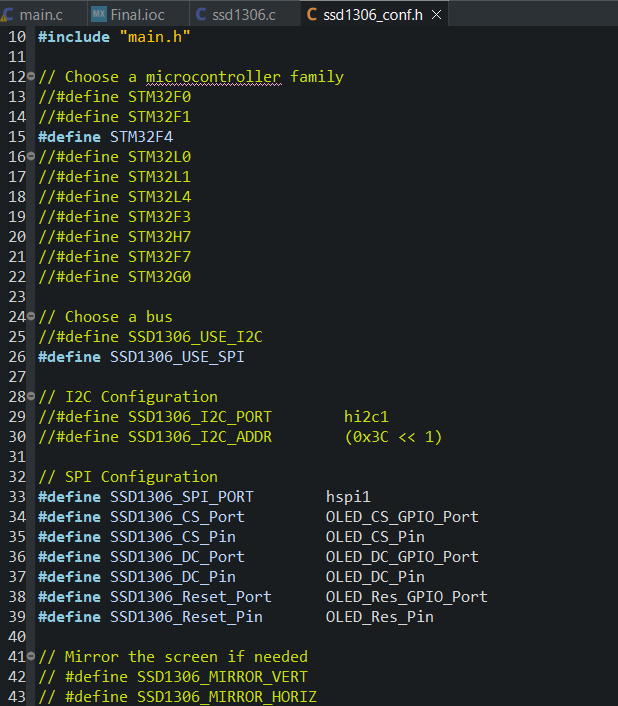 main.c Final.ioc ssd1306.c ssd1306_conf.h
10 #include "main.h"
11
12 // Choose a microcontroller family
13 //#define STM32F0
14 //#define STM32F1
15 #define STM32F4
16 //#define STM32L0
17 //#define STM32L1
18 //#define STM32L4
19 //#define STM32F3
20 //#define STM32H7
21 //#define STM32F7
22 //#define STM32G0
23
24 // Choose a bus
25 //#define SSD1306_USE_I2C
26 #define SSD1306_USE_SPI
27
28 // I2C Configuration
29 //#define SSD1306_I2C_PORT hi2c1
30 //#define SSD1306_I2C_ADDR (0x3C << 1)
31
32 // SPI Configuration
33 #define SSD1306_SPI_PORT hspi1
34 #define SSD1306_CS_Port OLED_CS_GPIO_Port
35 #define SSD1306_CS_Pin OLED_CS_Pin
36 #define SSD1306_DC_Port OLED_DC_GPIO_Port
37 #define SSD1306_DC_Pin OLED_DC_Pin
38 #define SSD1306_Reset_Port OLED_Res_GPIO_Port
39 #define SSD1306_Reset_Pin OLED_Res_Pin
40
41 // Mirror the screen if needed
42 // #define SSD1306_MIRROR_VERT
43 // #define SSD1306_MIRROR_HORIZ